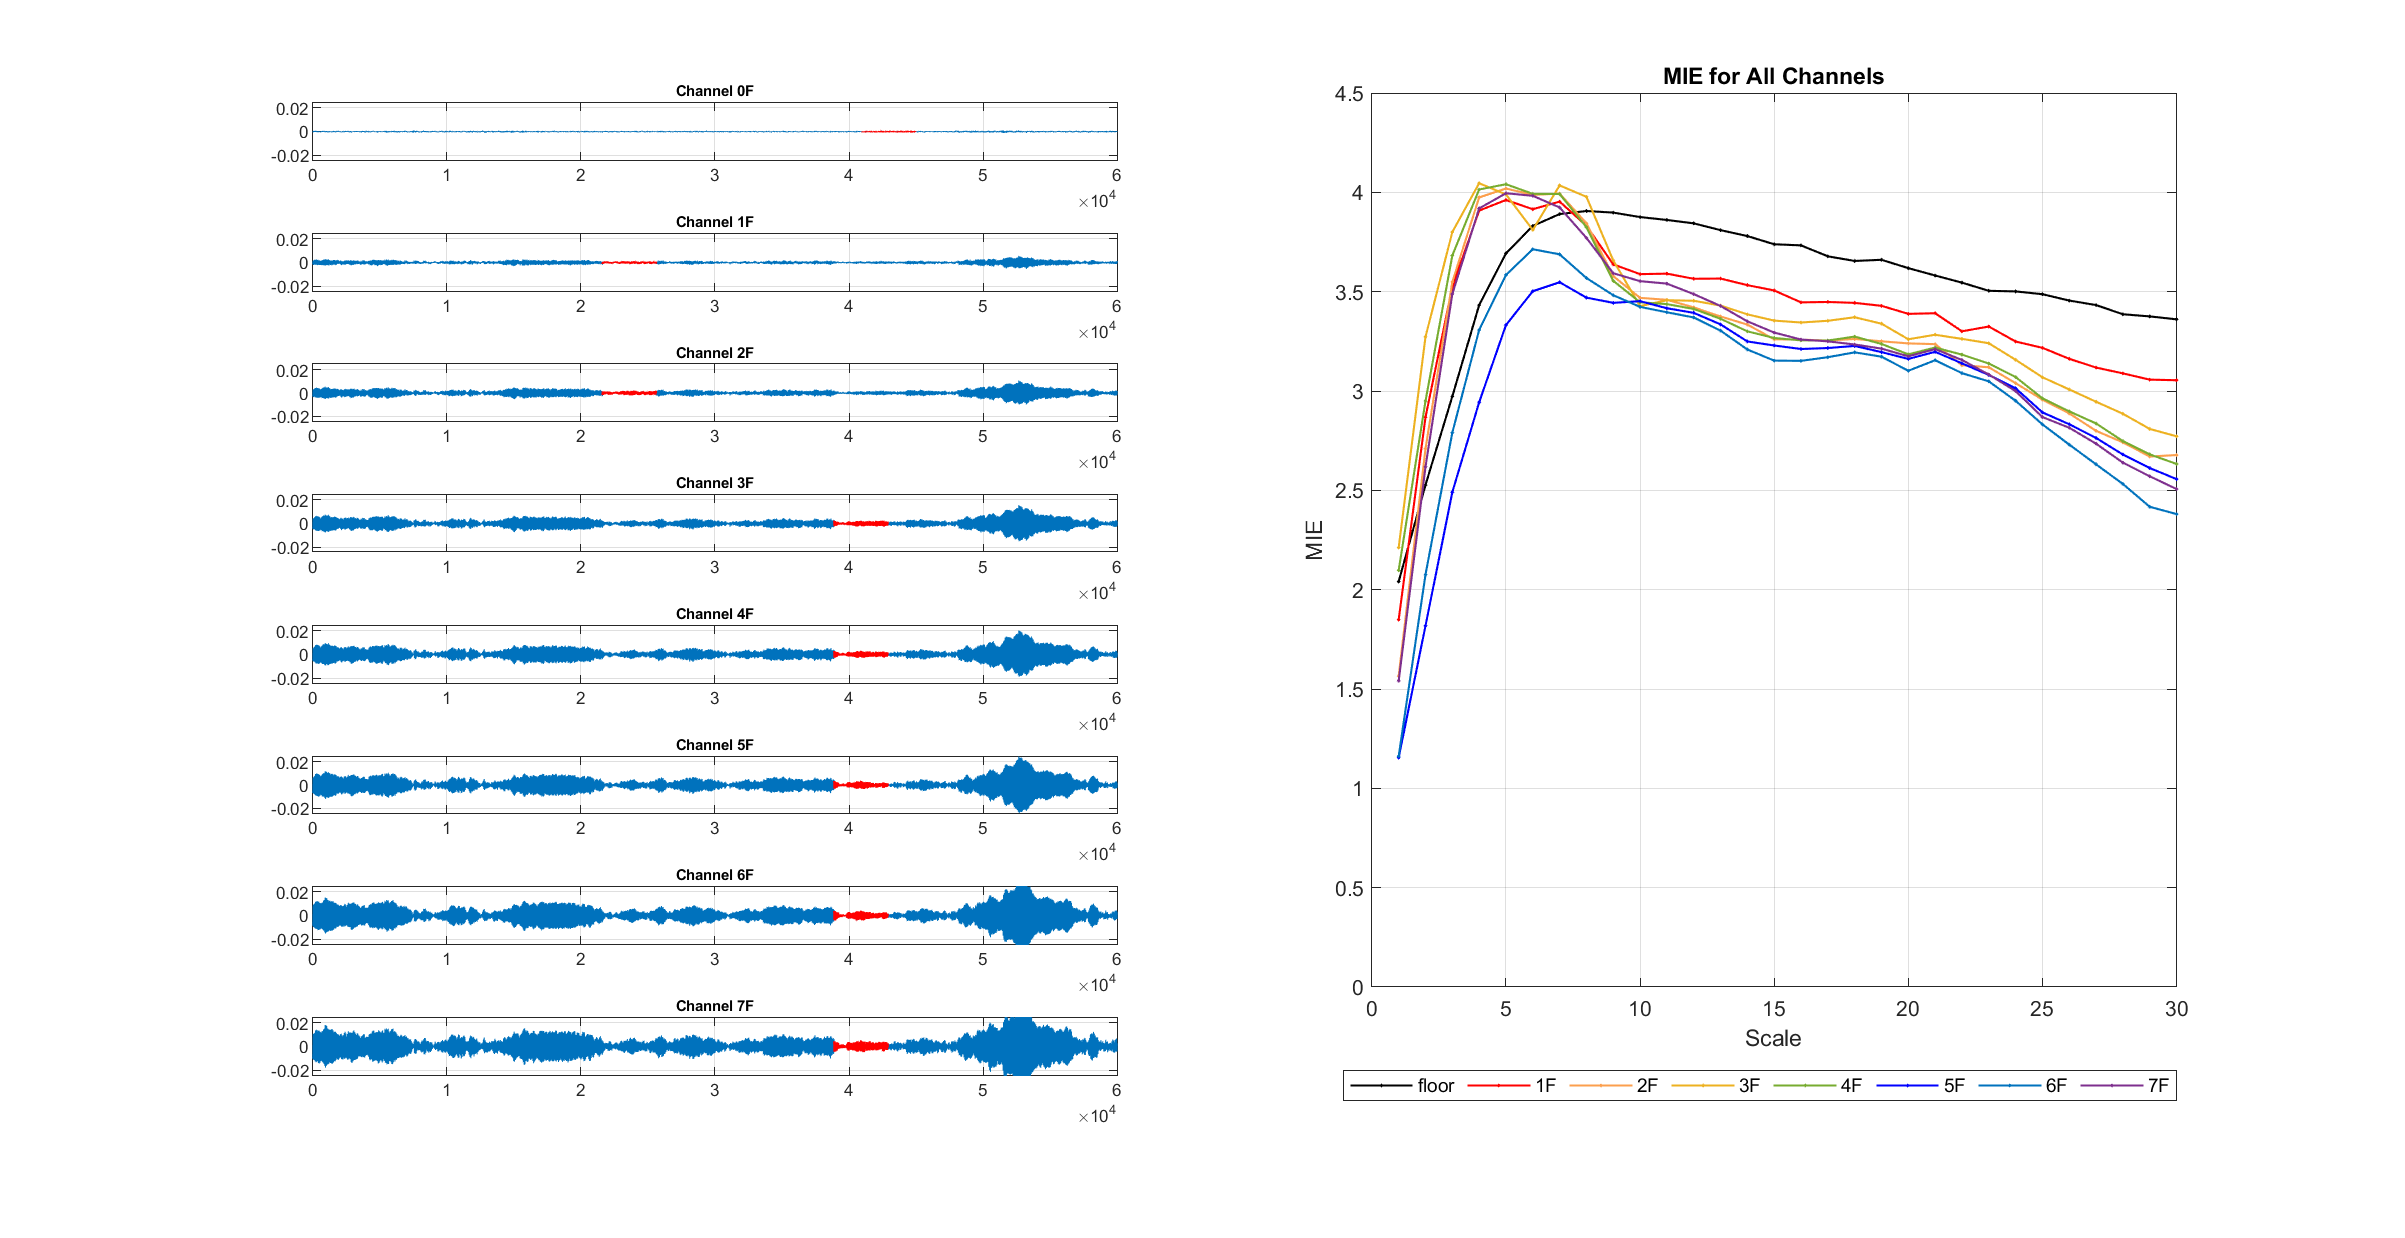 Channel 0F
0.02
0
-0.02
0 1 2 3 4 5 6
×10^4
Channel 1F
0.02
0
-0.02
0 1 2 3 4 5 6
×10^4
Channel 2F
0.02
0
-0.02
0 1 2 3 4 5 6
×10^4
Channel 3F
0.02
0
-0.02
0 1 2 3 4 5 6
×10^4
Channel 4F
0.02
0
-0.02
0 1 2 3 4 5 6
×10^4
Channel 5F
0.02
0
-0.02
0 1 2 3 4 5 6
×10^4
Channel 6F
0.02
0
-0.02
0 1 2 3 4 5 6
×10^4
Channel 7F
0.02
0
-0.02
0 1 2 3 4 5 6
×10^4
MIE for All Channels
4.5
4
3.5
3
2.5
2
1.5
1
0.5
0
MIE
0 5 10 15 20 25 30
Scale
floor 1F 2F 3F 4F 5F 6F 7F